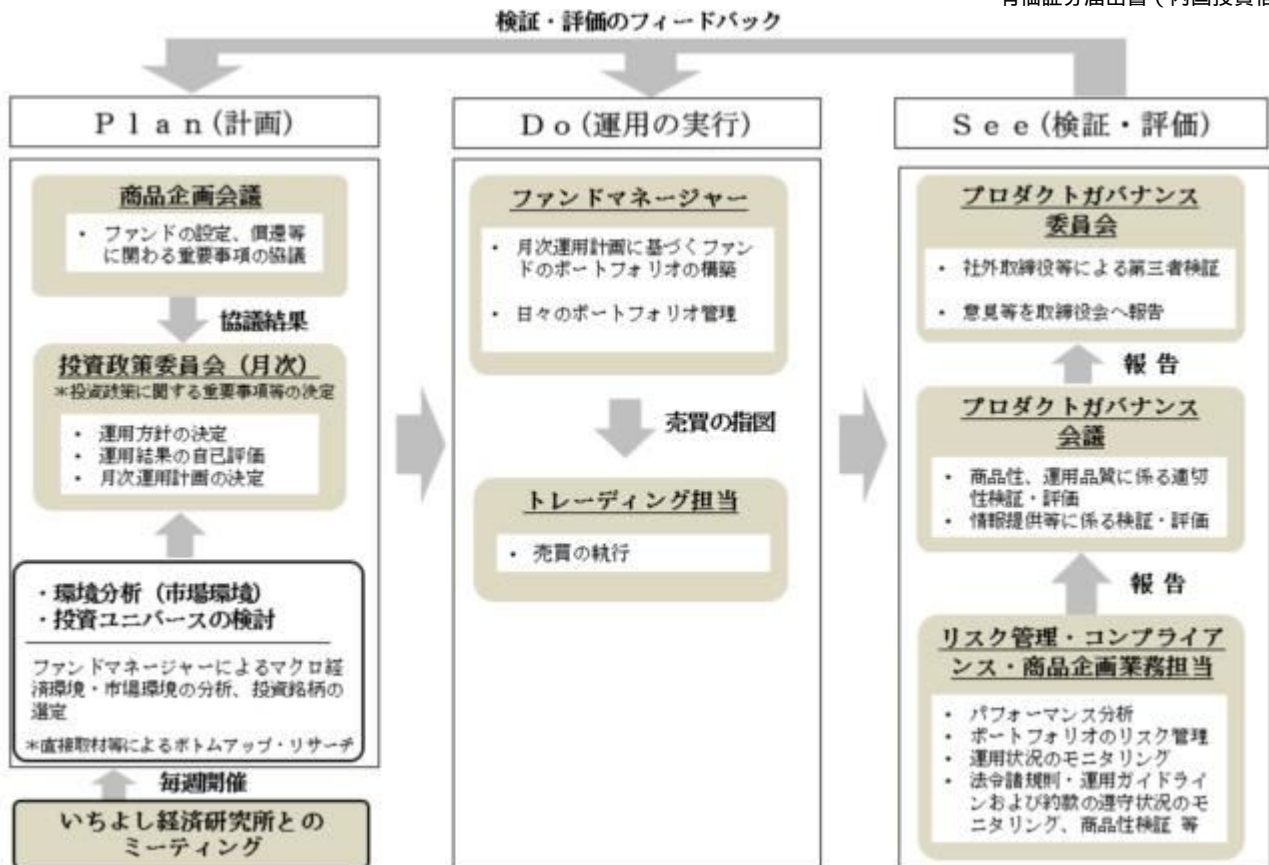 検証・評価のフィードバック
Ｐｌａｎ(計画)
商品企画会議
・ ファンドの設定、償還等
に関わる重要事項の協議
協議結果
投資政策委員会（月次）
＊投資政策に関する重要事項等の決定
・ 運用方針の決定
・ 運用結果の自己評価
・ 月次運用計画の決定
・環境分析（市場環境）
・投資ユニバースの検討
ファンドマネージャーによるマクロ経
済環境・市場環境の分析、投資銘柄の
選定
＊直接取材等によるボトムアップ・リサーチ
毎週開催
いちよし経済研究所との
ミーティング
Ｄｏ(運用の実行)
ファンドマネージャー
・ 月次運用計画に基づくファン
ドのポートフォリオの構築
・ 日々のポートフォリオ管理
売買の指図
トレーディング担当
・ 売買の執行
Ｓｅｅ(検証・評価)
プロダクトガバナンス
委員会
・ 社外取締役等による第三者検証
・ 意見等を取締役会へ報告
報 告
プロダクトガバナンス
会議
・ 商品性、運用品質に係る適切
性検証・評価
・ 情報提供等に係る検証・評価
報 告
リスク管理・コンプライア
ンス・商品企画業務担当
・ パフォーマンス分析
・ ポートフォリオのリスク管理
・ 運用状況のモニタリング
・ 法令諸規則・運用ガイドライ
ンおよび約款の遵守状況のモ
ニタリング、商品性検証 等